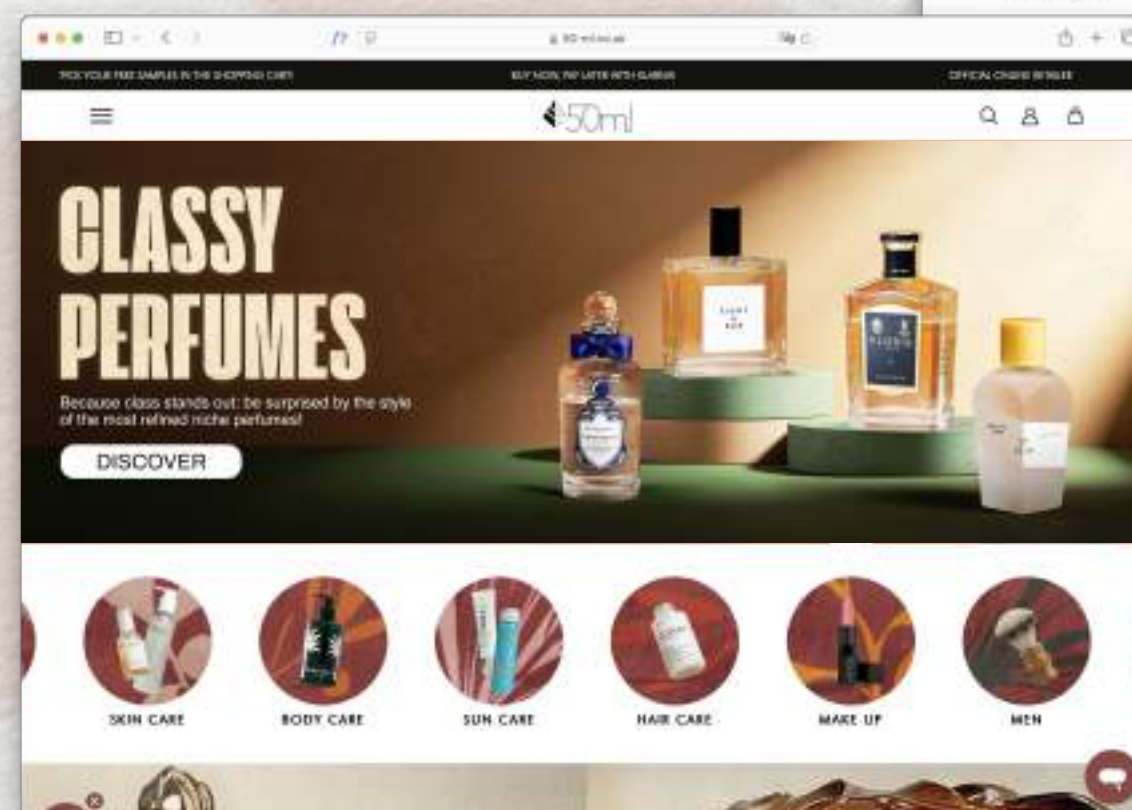 PICK YOUR FREE SAMPLES IN THE SHOPPING CART!
BUY NOW, PAY LATER WITH KLARNA
OFFICIAL ONLINE RETAILER
50ml
CLASSY
PERFUMES
Because class stands out: be surprised by the style
of the most refined niche perfumes!
DISCOVER
SKIN CARE
BODY CARE
SUN CARE
HAIR CARE
MAKE UP
MEN